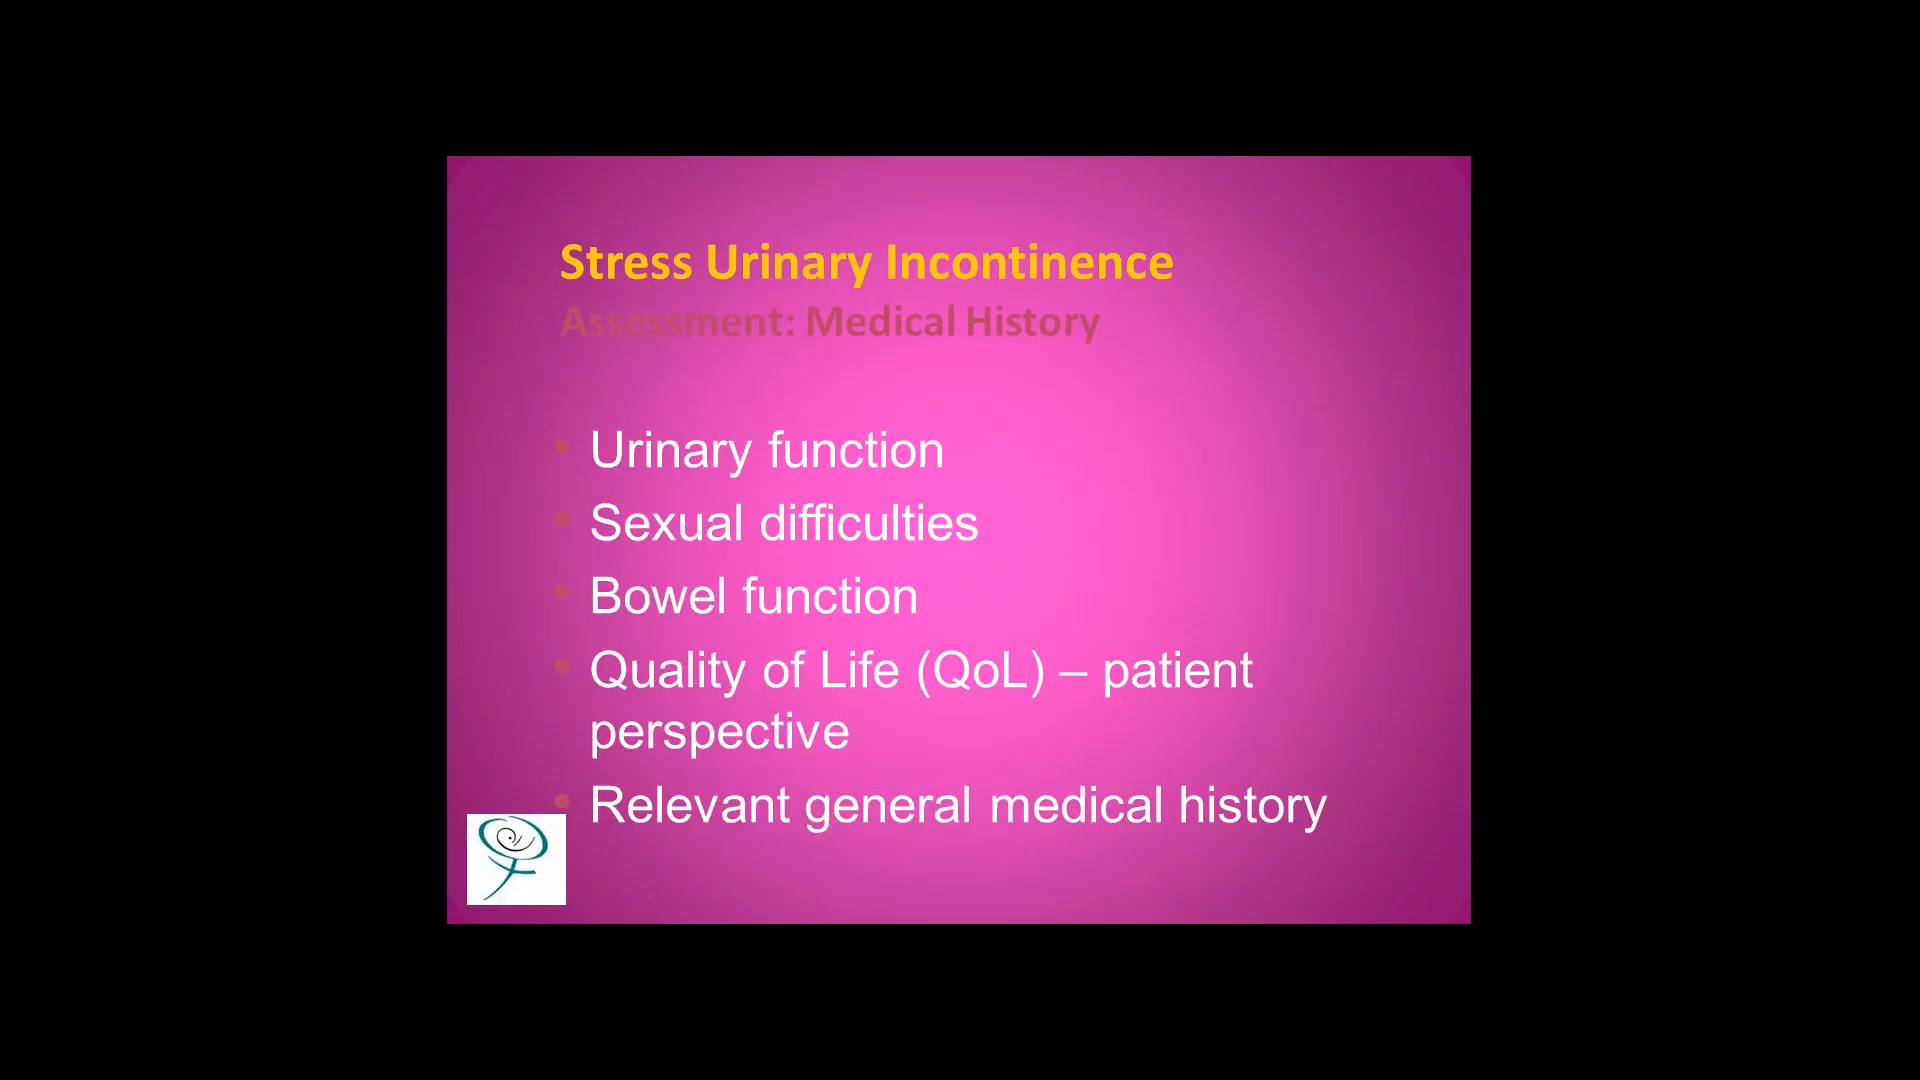 Stress Urinary Incontinence
Assessment: Medical History
• Urinary function
• Sexual difficulties
• Bowel function
• Quality of Life (QoL) – patient
perspective
• Relevant general medical history